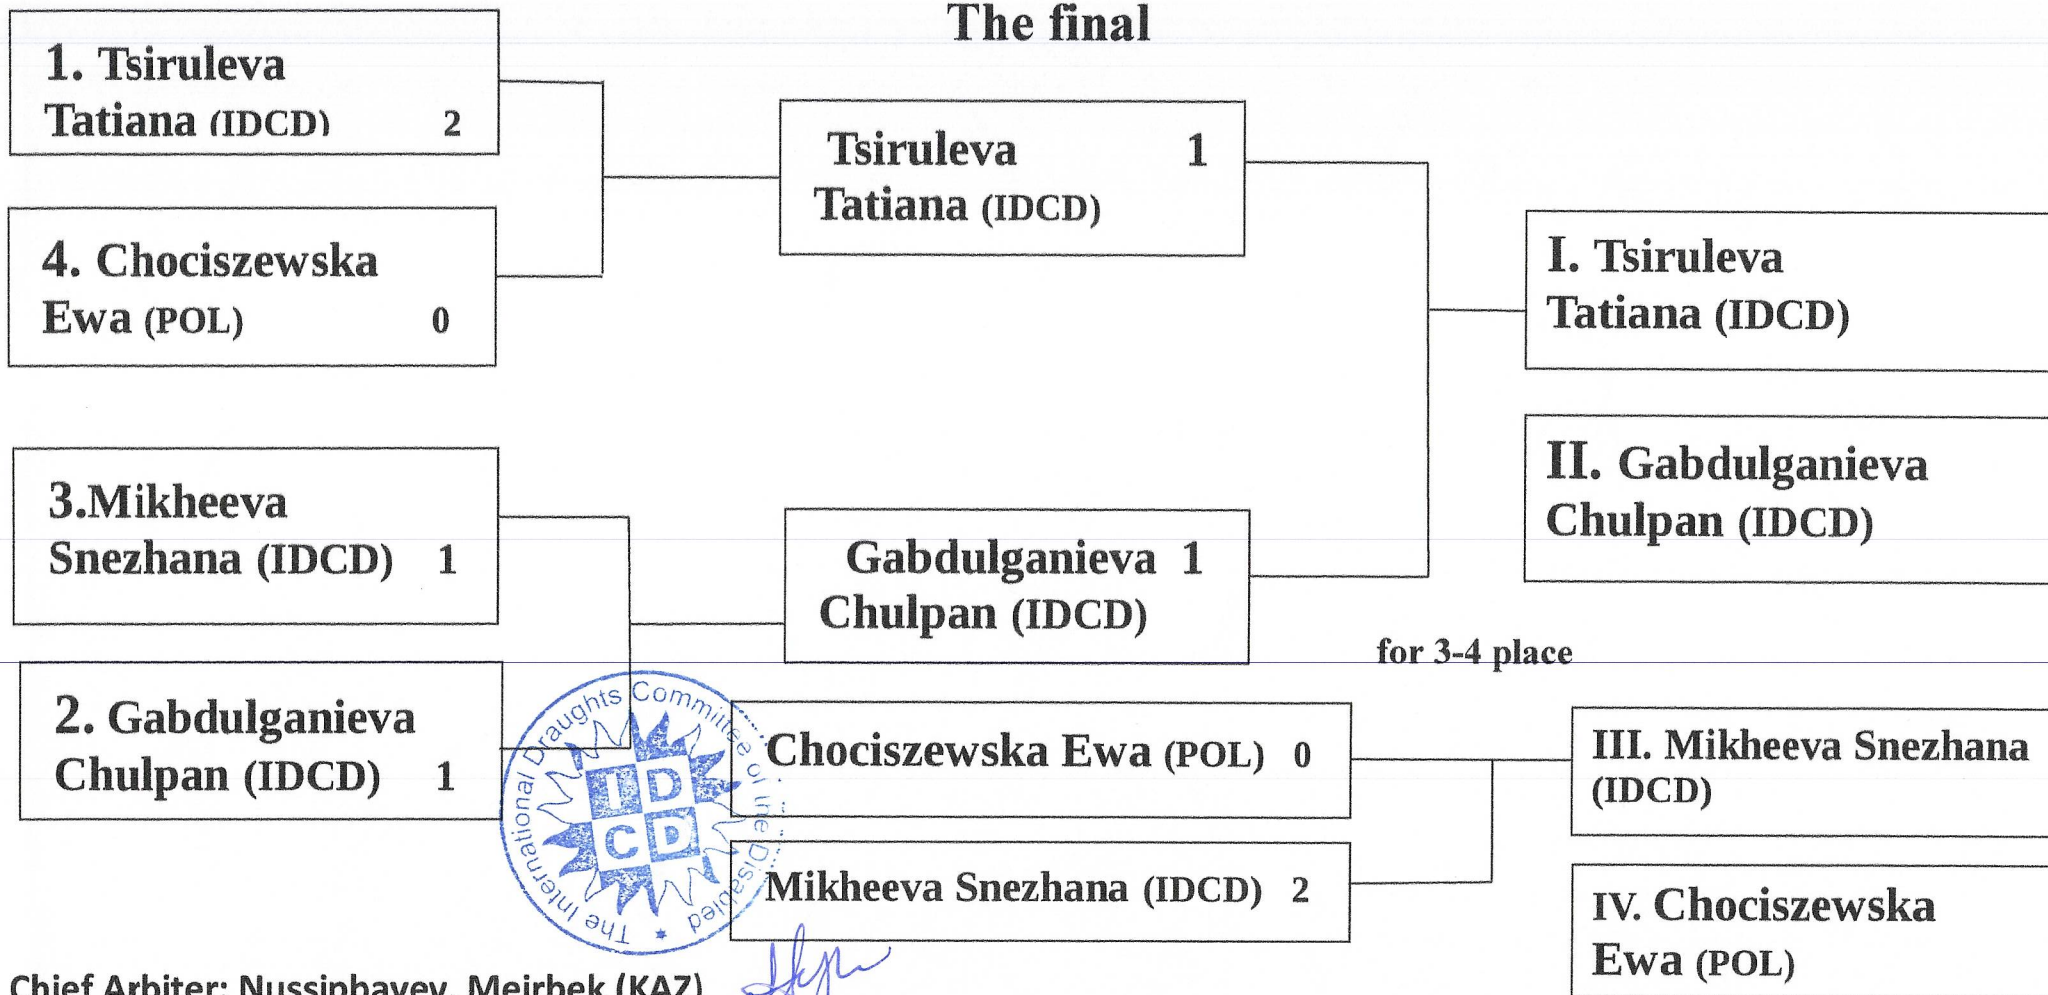 The final
1. Tsiruleva
Tatiana (IDCD) 2
4. Chociszewska
Ewa (POL) 0
3.Mikheeva
Snezhana (IDCD) 1
2. Gabdulganieva
Chulpan (IDCD) 1
Tsiruleva 1
Tatiana (IDCD)
Gabdulganieva 1
Chulpan (IDCD)
I. Tsiruleva
Tatiana (IDCD)
II. Gabdulganieva
Chulpan (IDCD)
for 3-4 place
Chociszewska Ewa (POL) 0
Mikheeva Snezhana (IDCD) 2
III. Mikheeva Snezhana
(IDCD)
IV. Chociszewska
Ewa (POL)
The International Draughts Committee of the Disabled
ID
CD
Chief Arbiter: Nussipbayev, Meirbek (KAZ)